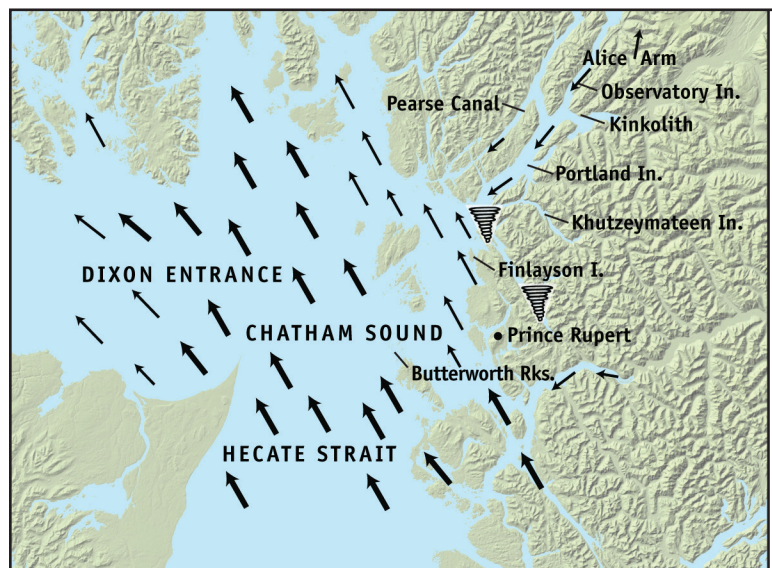 Alice Arm
Observatory In.
Pearse Canal
Kinkolith
Portland In.
Khutzeymateen In.
Finlayson I.
DIXON ENTRANCE
CHATHAM SOUND
Prince Rupert
Butterworth Rks.
HECATE STRAIT